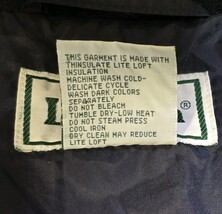 THIS GARMENT IS MADE WITH
THINSULATE LITE LOFT
INSULATION
MACHINE WASH COLD-
DELICATE CYCLE
WASH DARK COLORS
SEPARATELY
DO NOT BLEACH
TUMBLE DRY-LOW HEAT
DO NOT STEAM PRESS
COOL IRON
DRY CLEAN MAY REDUCE
LITE LOFT
®